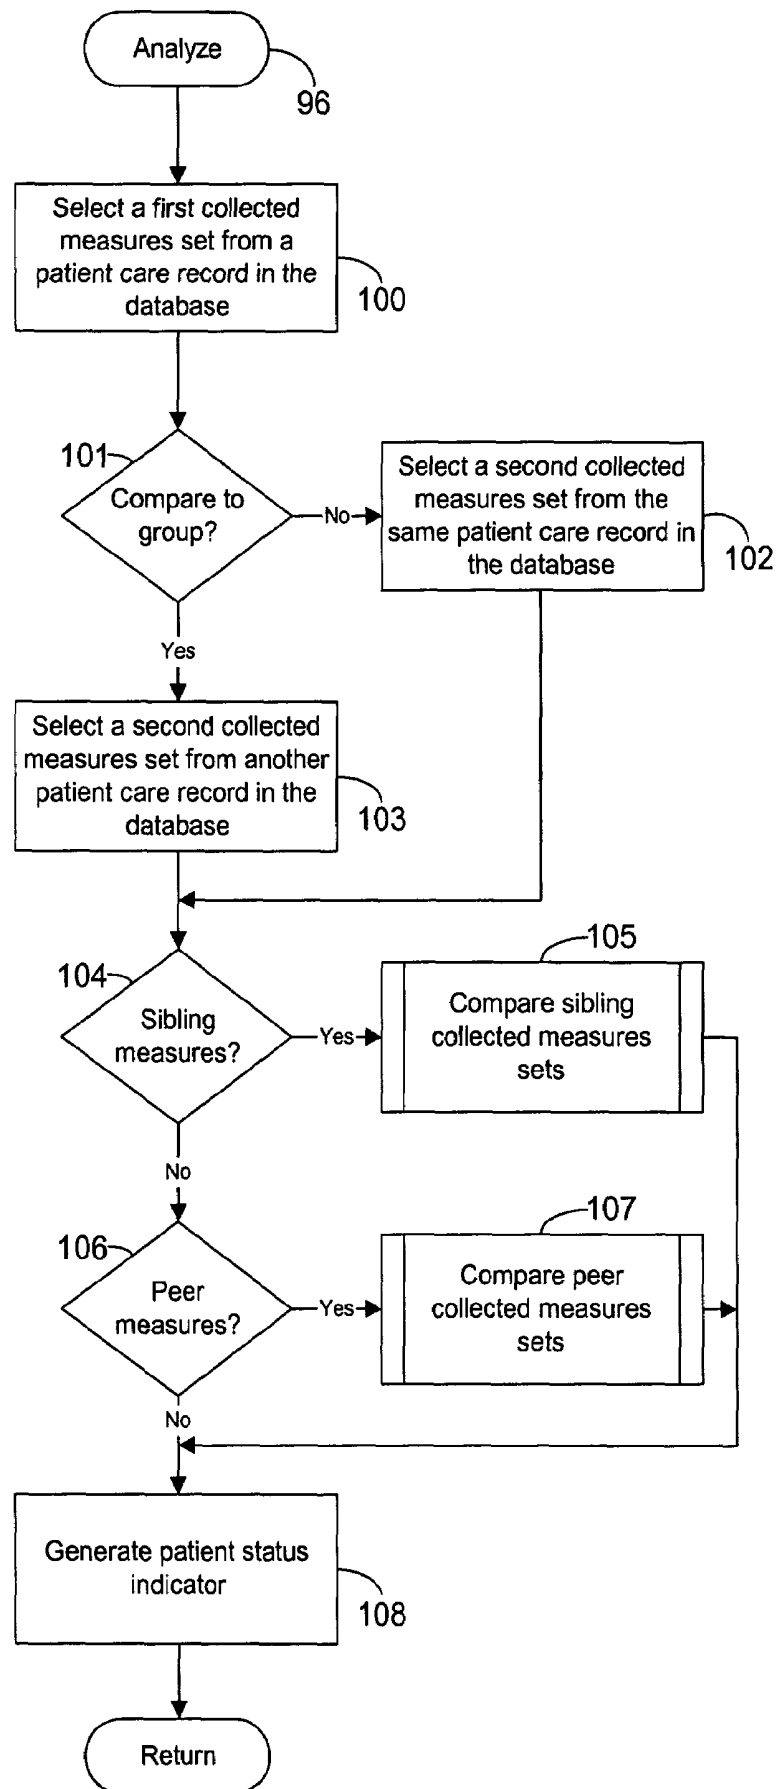 Analyze
96
Select a first collected
measures set from a
patient care record in the
database
100
101
Compare to
group?
No
Select a second collected
measures set from the
same patient care record in
the database
102
Yes
Select a second collected
measures set from another
patient care record in the
database
103
104
Sibling
measures?
Yes
105
Compare sibling
collected measures
sets
No
106
Peer
measures?
Yes
107
Compare peer
collected measures
sets
No
Generate patient status
indicator
108
Return